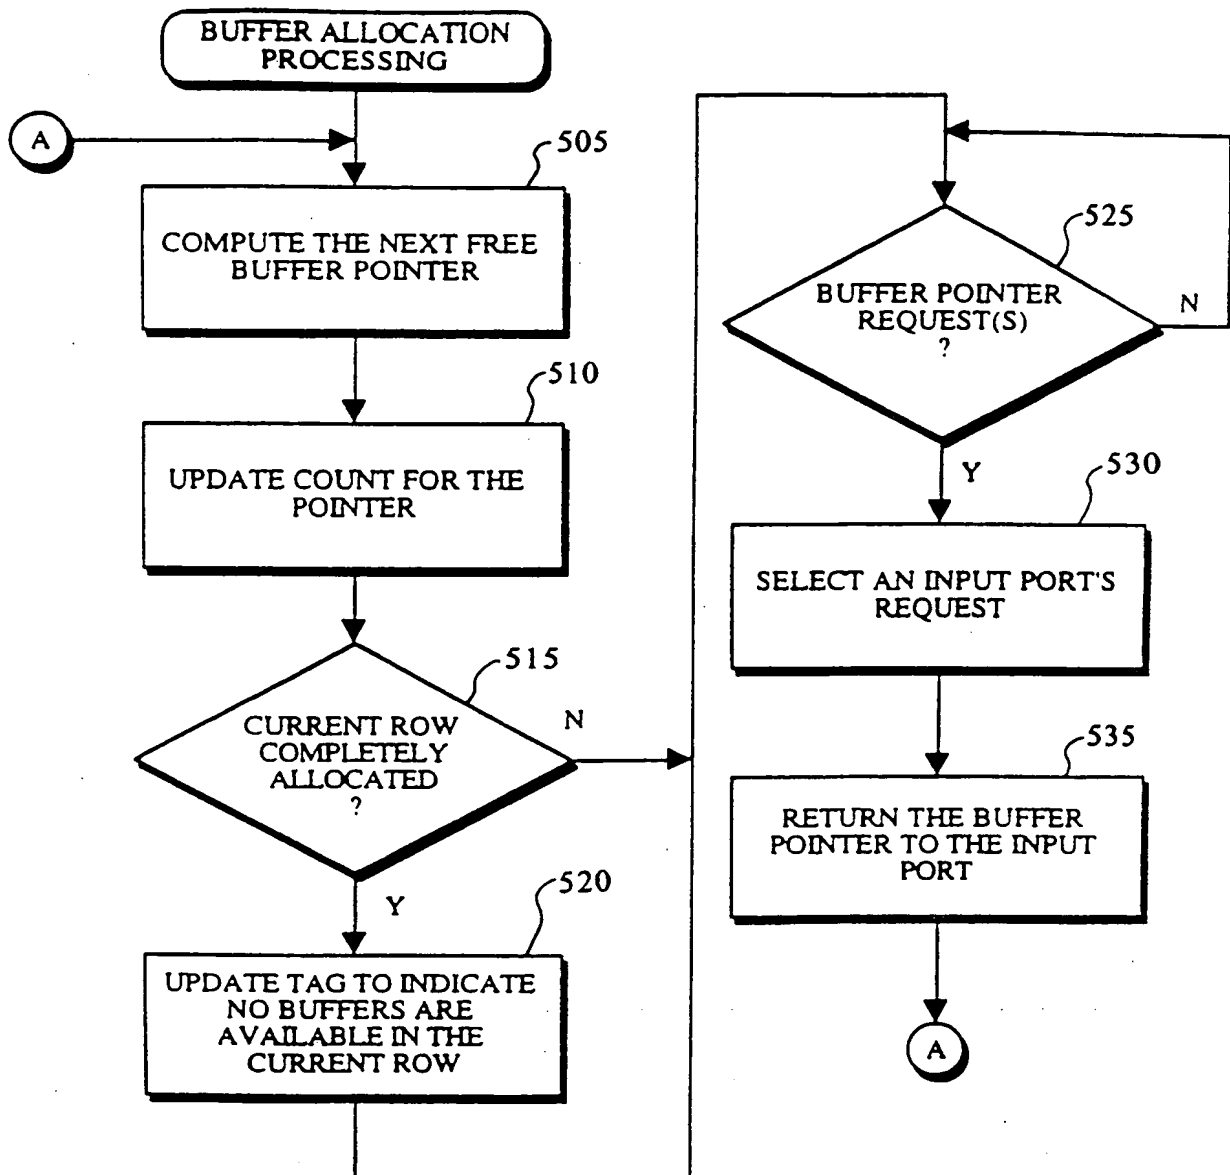 BUFFER ALLOCATION
PROCESSING
A
505
COMPUTE THE NEXT FREE
BUFFER POINTER
510
UPDATE COUNT FOR THE
POINTER
515
CURRENT ROW
COMPLETELY
ALLOCATED
?
N
Y
520
UPDATE TAG TO INDICATE
NO BUFFERS ARE
AVAILABLE IN THE
CURRENT ROW
525
BUFFER POINTER
REQUEST(S)
?
N
Y
530
SELECT AN INPUT PORT'S
REQUEST
535
RETURN THE BUFFER
POINTER TO THE INPUT
PORT
A